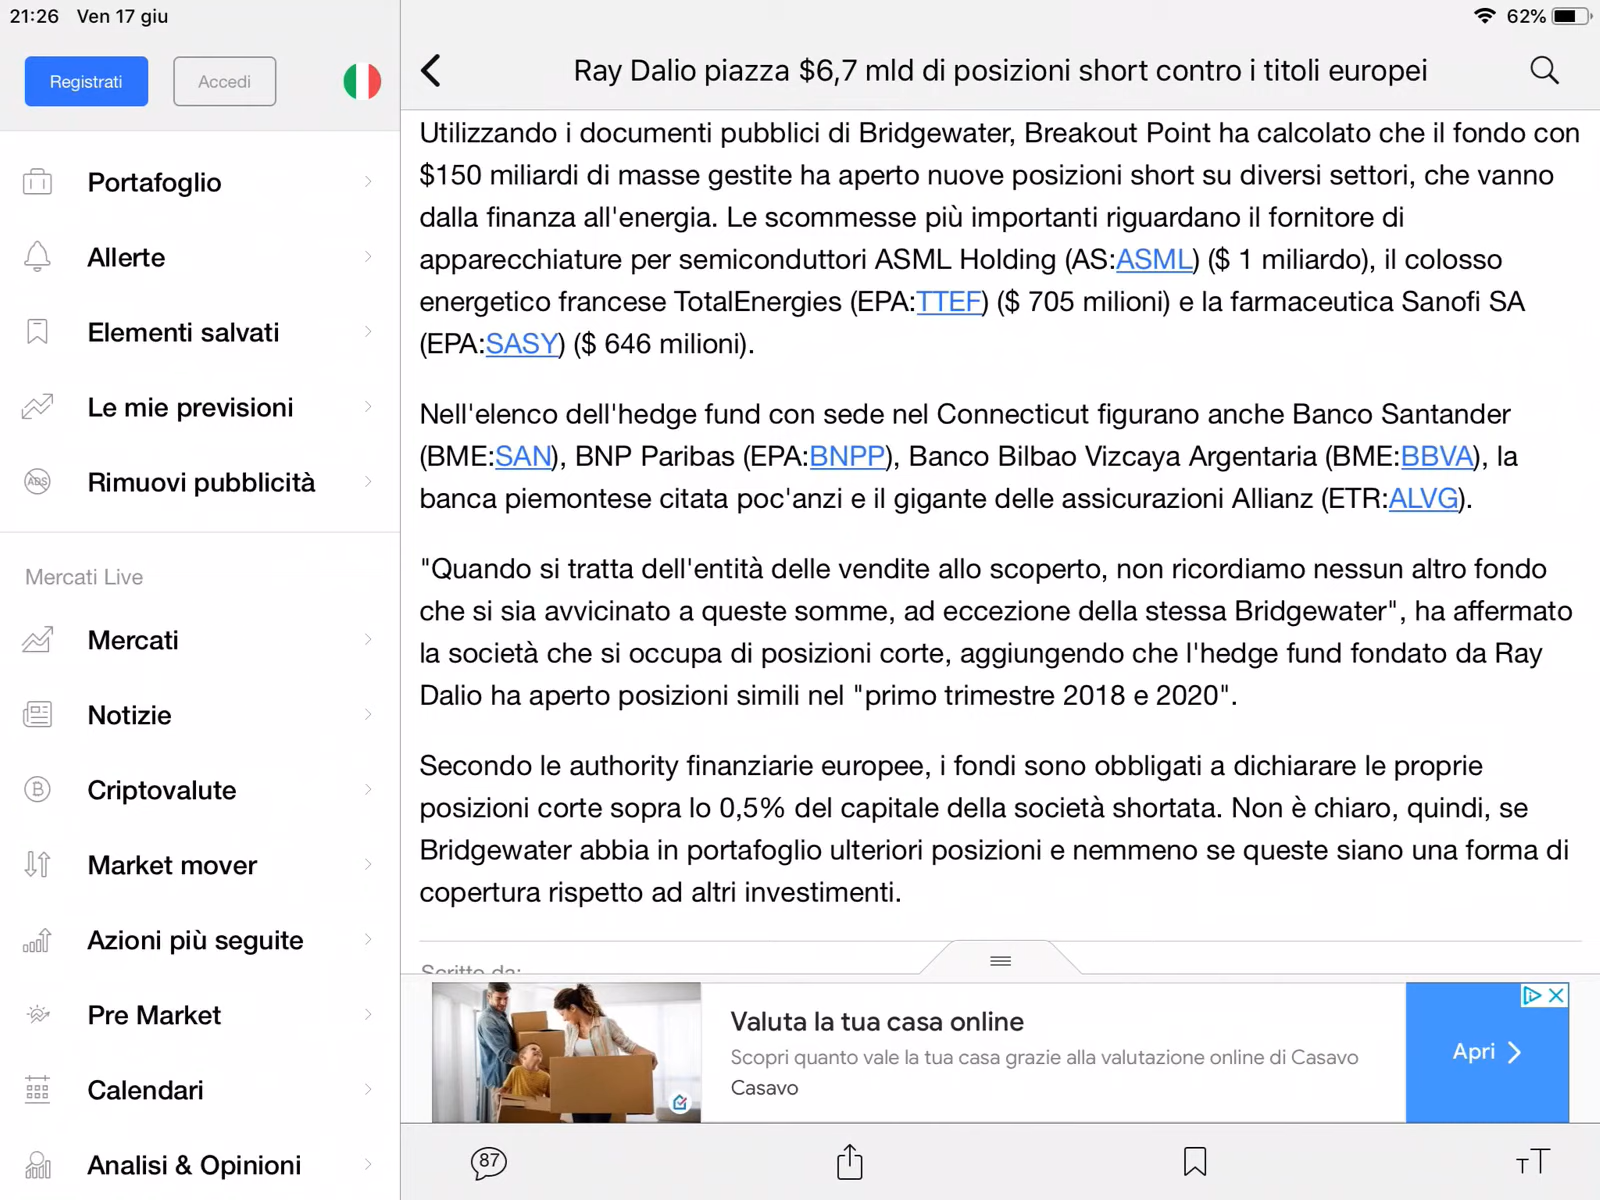 21:26 Ven 17 giu
62%
Registrati
Accedi
Ray Dalio piazza $6,7 mld di posizioni short contro i titoli europei
Portafoglio
Allerte
Elementi salvati
Le mie previsioni
ADS
Rimuovi pubblicità
Mercati Live
Mercati
Notizie
Criptovalute
Market mover
Azioni più seguite
Pre Market
Calendari
Analisi & Opinioni
Utilizzando i documenti pubblici di Bridgewater, Breakout Point ha calcolato che il fondo con
$150 miliardi di masse gestite ha aperto nuove posizioni short su diversi settori, che vanno
dalla finanza all'energia. Le scommesse più importanti riguardano il fornitore di
apparecchiature per semiconduttori ASML Holding (AS:ASML) ($ 1 miliardo), il colosso
energetico francese TotalEnergies (EPA:TTEF) ($ 705 milioni) e la farmaceutica Sanofi SA
(EPA:SASY) ($ 646 milioni).
Nell'elenco dell'hedge fund con sede nel Connecticut figurano anche Banco Santander
(BME:SAN), BNP Paribas (EPA:BNPP), Banco Bilbao Vizcaya Argentaria (BME:BBVA), la
banca piemontese citata poc'anzi e il gigante delle assicurazioni Allianz (ETR:ALVG).
"Quando si tratta dell'entità delle vendite allo scoperto, non ricordiamo nessun altro fondo
che si sia avvicinato a queste somme, ad eccezione della stessa Bridgewater", ha affermato
la società che si occupa di posizioni corte, aggiungendo che l'hedge fund fondato da Ray
Dalio ha aperto posizioni simili nel "primo trimestre 2018 e 2020".
Secondo le authority finanziarie europee, i fondi sono obbligati a dichiarare le proprie
posizioni corte sopra lo 0,5% del capitale della società shortata. Non è chiaro, quindi, se
Bridgewater abbia in portafoglio ulteriori posizioni e nemmeno se queste siano una forma di
copertura rispetto ad altri investimenti.
Scritto da:
Valuta la tua casa online
Scopri quanto vale la tua casa grazie alla valutazione online di Casavo
Casavo
Apri
87
TT